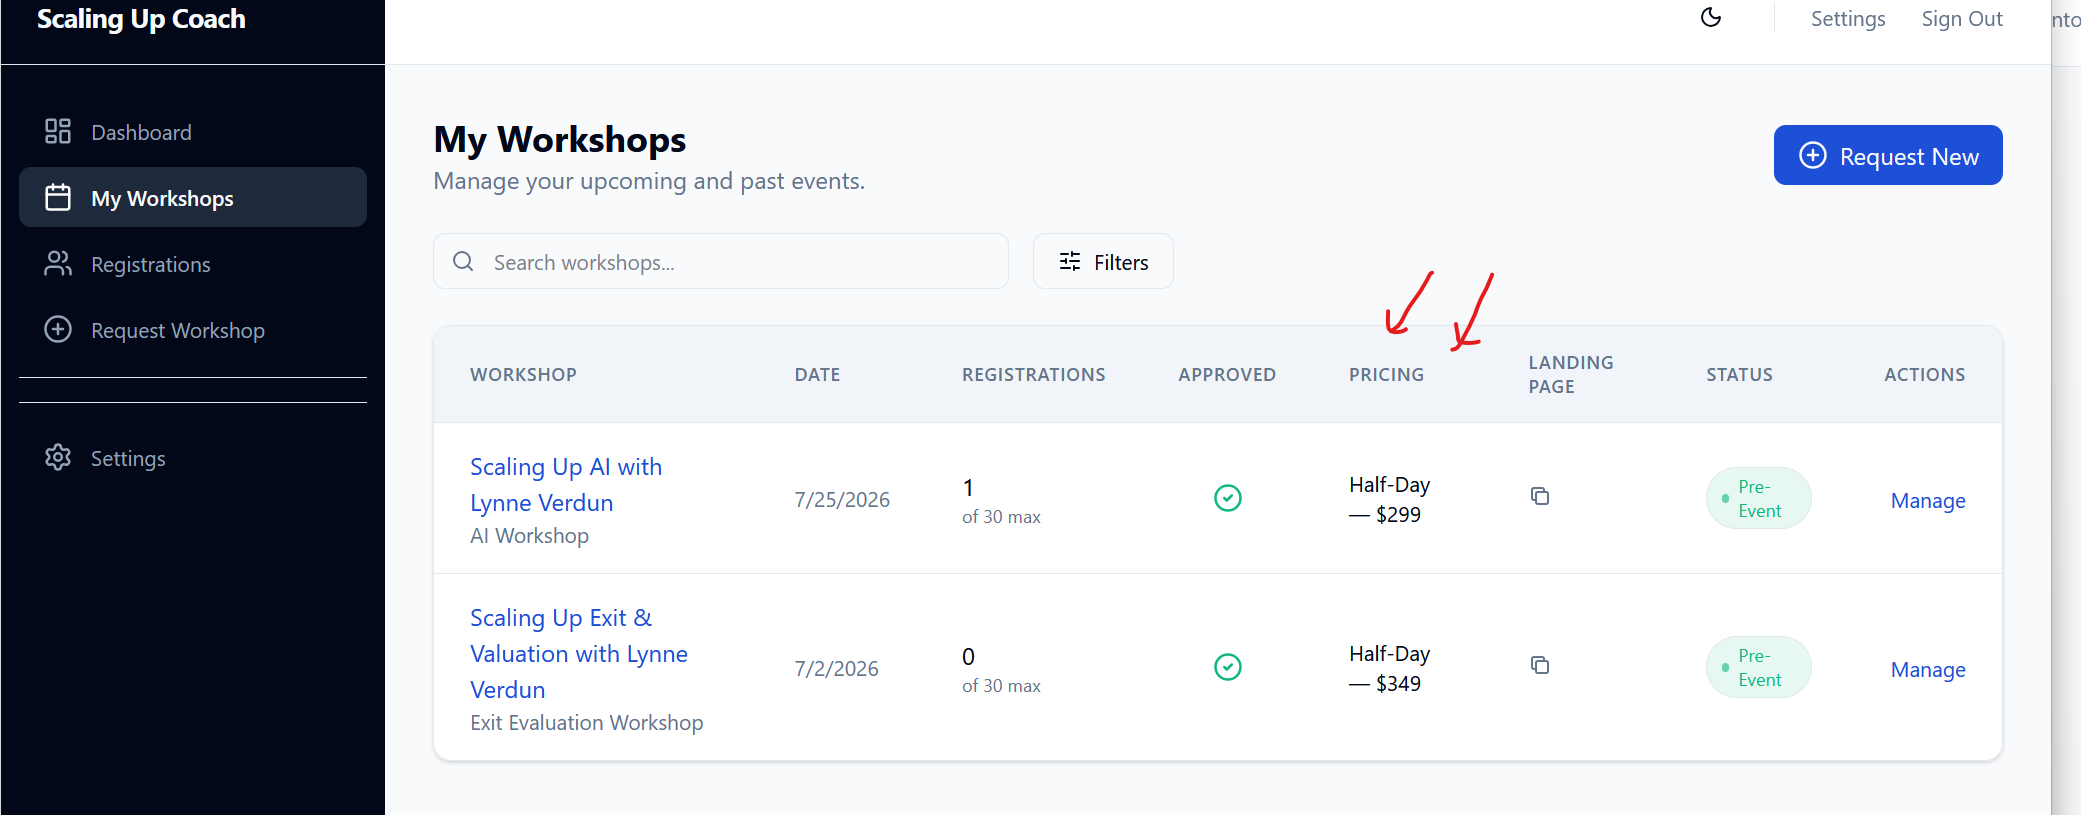 Scaling Up Coach
Settings
Sign Out
nto
Dashboard
My Workshops
Registrations
Request Workshop
Settings
My Workshops
Manage your upcoming and past events.
Request New
Search workshops...
Filters
WORKSHOP
DATE
REGISTRATIONS
APPROVED
PRICING
LANDING
PAGE
STATUS
ACTIONS
Scaling Up AI with
Lynne Verdun
AI Workshop
7/25/2026
1
of 30 max
Half-Day
— $299
Pre-
Event
Manage
Scaling Up Exit &
Valuation with Lynne
Verdun
Exit Evaluation Workshop
7/2/2026
0
of 30 max
Half-Day
— $349
Pre-
Event
Manage